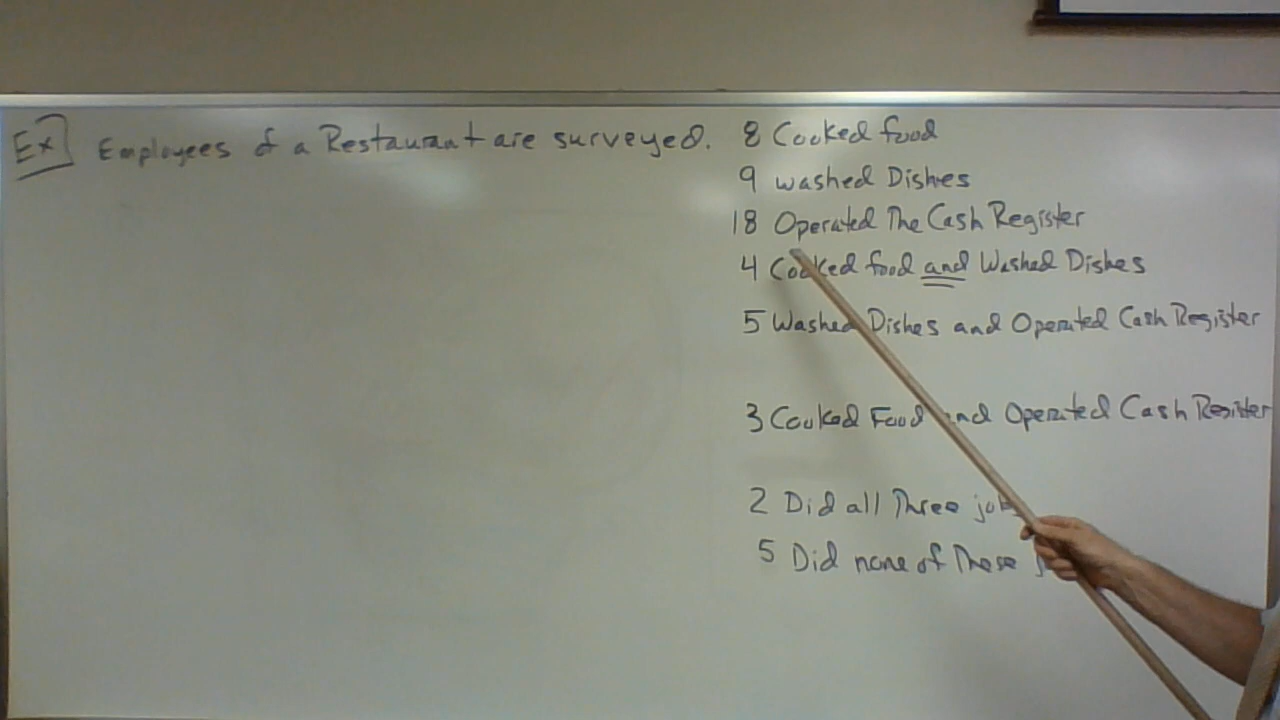 Ex Employees of a Restaurant are surveyed. 8 Cooked food
9 washed Dishes
18 Operated The Cash Register
4 Cooked food and Washed Dishes
5 Washed Dishes and Operated Cash Register
3 Cooked Food and Operated Cash Register
2 Did all Three
5 Did none of These